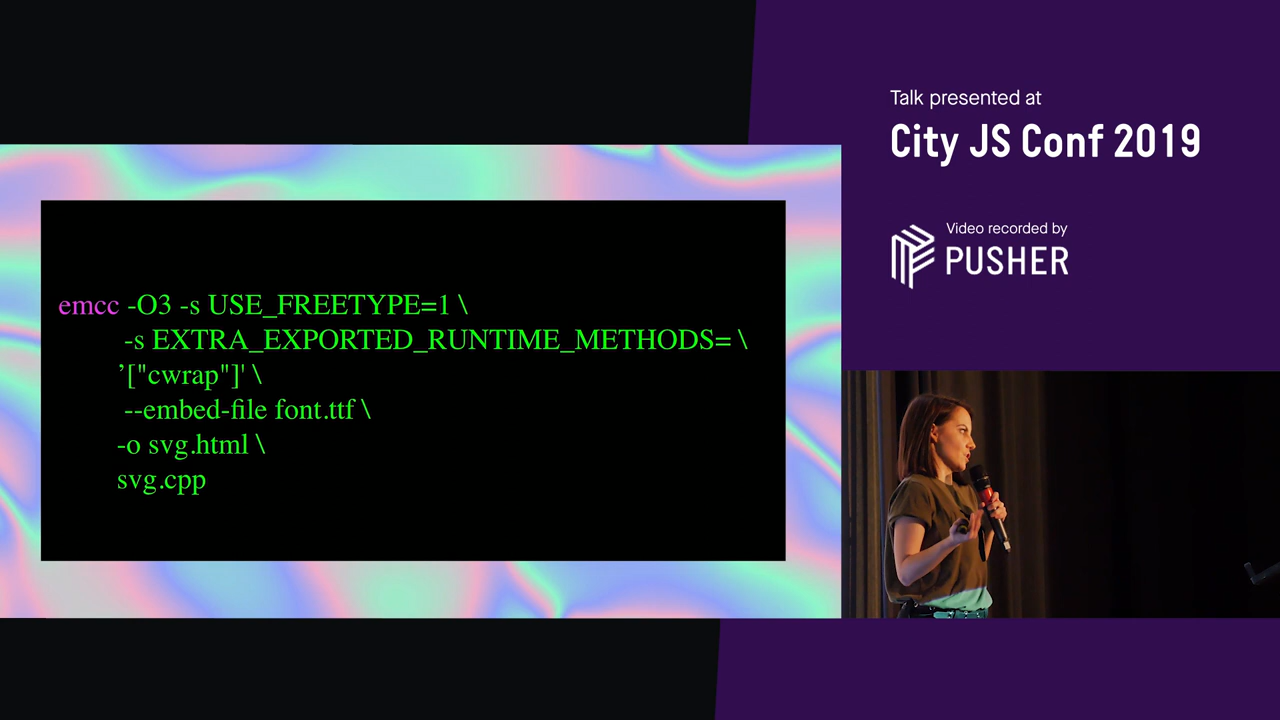 Talk presented at
City JS Conf 2019
Video recorded by
PUSHER
emcc -O3 -s USE_FREETYPE=1 \
-s EXTRA_EXPORTED_RUNTIME_METHODS= \
’["cwrap"]' \
--embed-file font.ttf \
-o svg.html \
svg.cpp